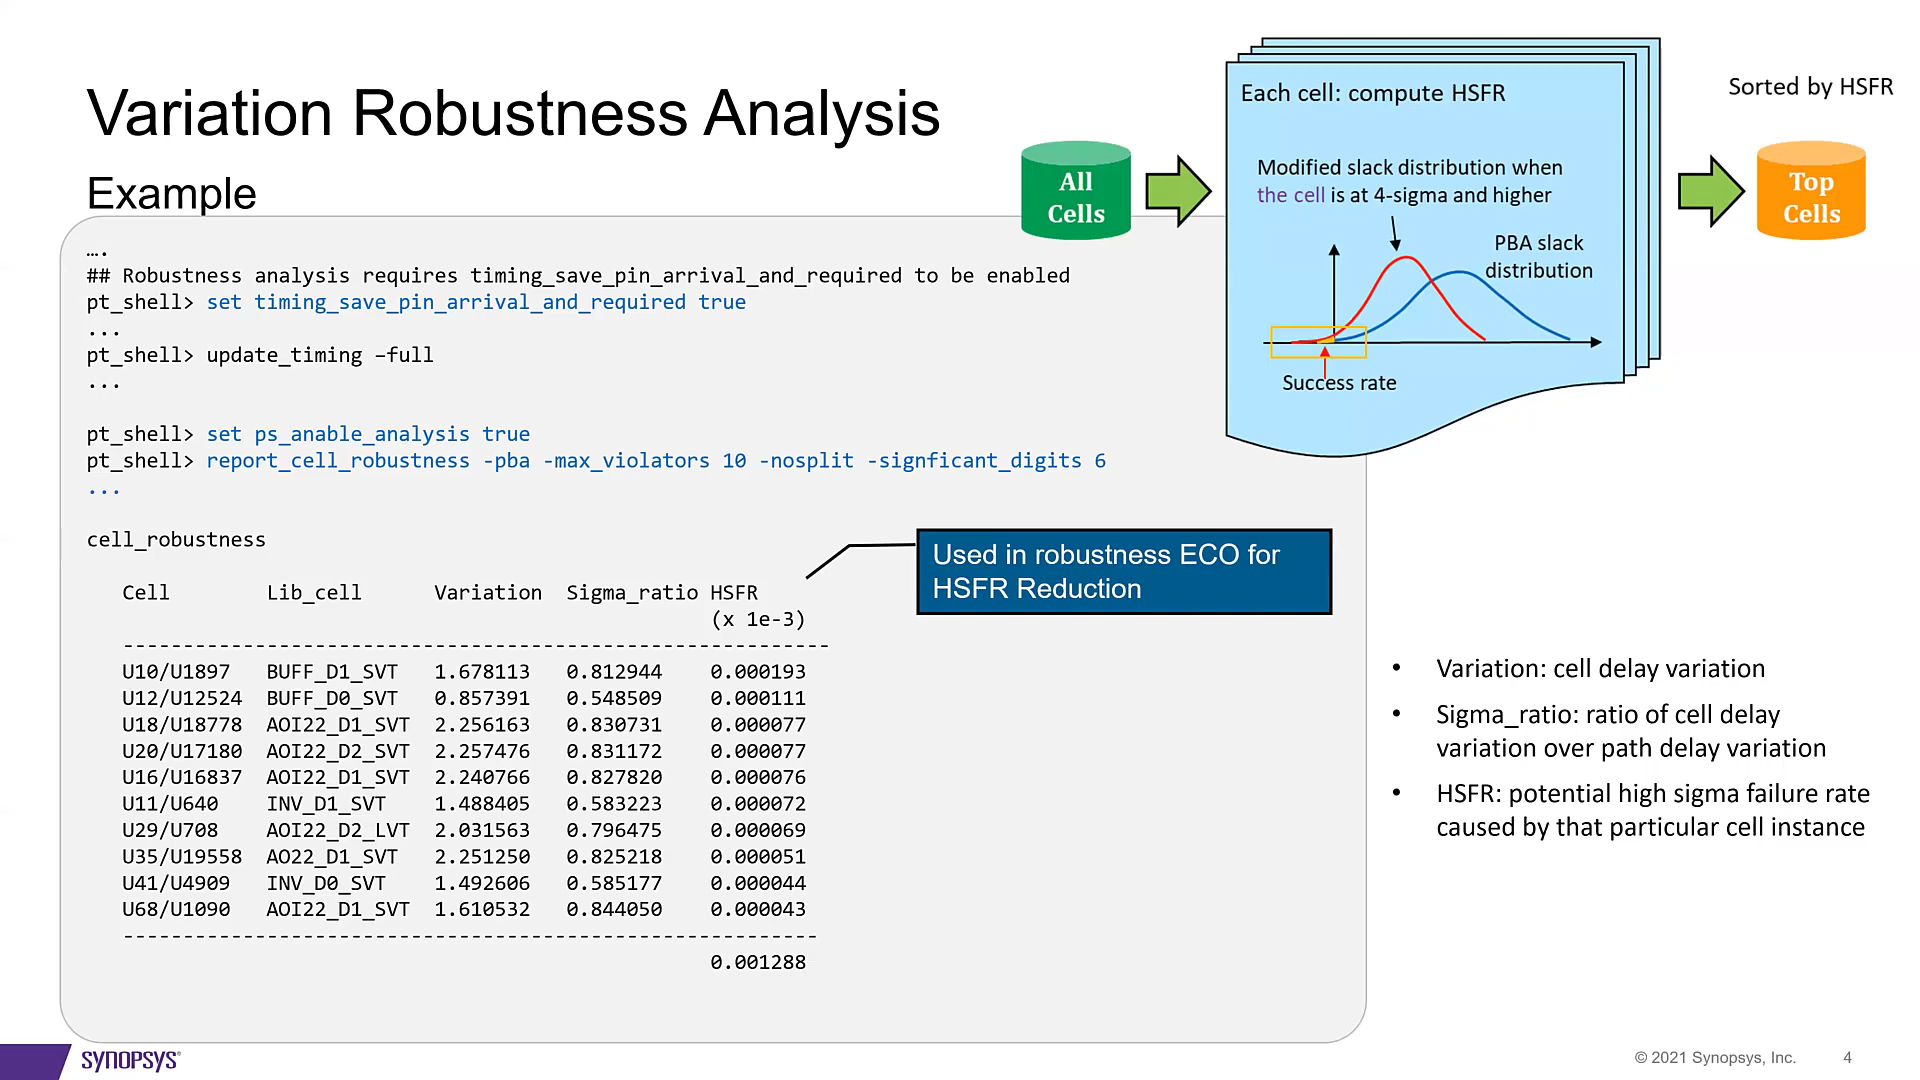 Variation Robustness Analysis
Example
….
## Robustness analysis requires timing_save_pin_arrival_and_required to be enabled
pt_shell> set timing_save_pin_arrival_and_required true
...
pt_shell> update_timing –full
...
pt_shell> set ps_anable_analysis true
pt_shell> report_cell_robustness -pba -max_violators 10 -nosplit -signficant_digits 6
...
cell_robustness
Cell Lib_cell Variation Sigma_ratio HSFR
(x 1e-3)
-----------------------------------------------------------
U10/U1897 BUFF_D1_SVT 1.678113 0.812944 0.000193
U12/U12524 BUFF_D0_SVT 0.857391 0.548509 0.000111
U18/U18778 AOI22_D1_SVT 2.256163 0.830731 0.000077
U20/U17180 AOI22_D2_SVT 2.257476 0.831172 0.000077
U16/U16837 AOI22_D1_SVT 2.240766 0.827820 0.000076
U11/U640 INV_D1_SVT 1.488405 0.583223 0.000072
U29/U708 AOI22_D2_LVT 2.031563 0.796475 0.000069
U35/U19558 AO22_D1_SVT 2.251250 0.825218 0.000051
U41/U4909 INV_D0_SVT 1.492606 0.585177 0.000044
U68/U1090 AOI22_D1_SVT 1.610532 0.844050 0.000043
----------------------------------------------------------
0.001288
Used in robustness ECO for
HSFR Reduction
All
Cells
Each cell: compute HSFR
Modified slack distribution when
the cell is at 4-sigma and higher
PBA slack
distribution
Success rate
Sorted by HSFR
Top
Cells
• Variation: cell delay variation
• Sigma_ratio: ratio of cell delay
variation over path delay variation
• HSFR: potential high sigma failure rate
caused by that particular cell instance
SYNOPSYS®
© 2021 Synopsys, Inc. 4